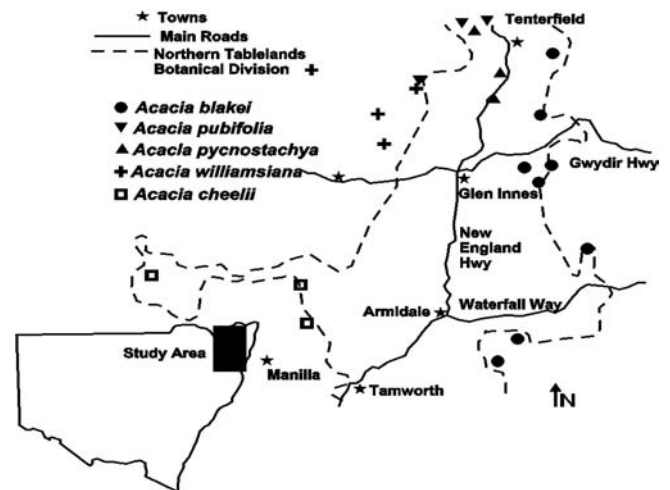 Towns
Main Roads
Northern Tablelands
Botanical Division
Acacia blakei
Acacia pubifolia
Acacia pycnostachya
Acacia williamsiana
Acacia cheelii
Tenterfield
Gwydir Hwy
Glen Innes
New
England
Hwy
Armidale
Waterfall Way
Study Area
Manilla
Tamworth
N